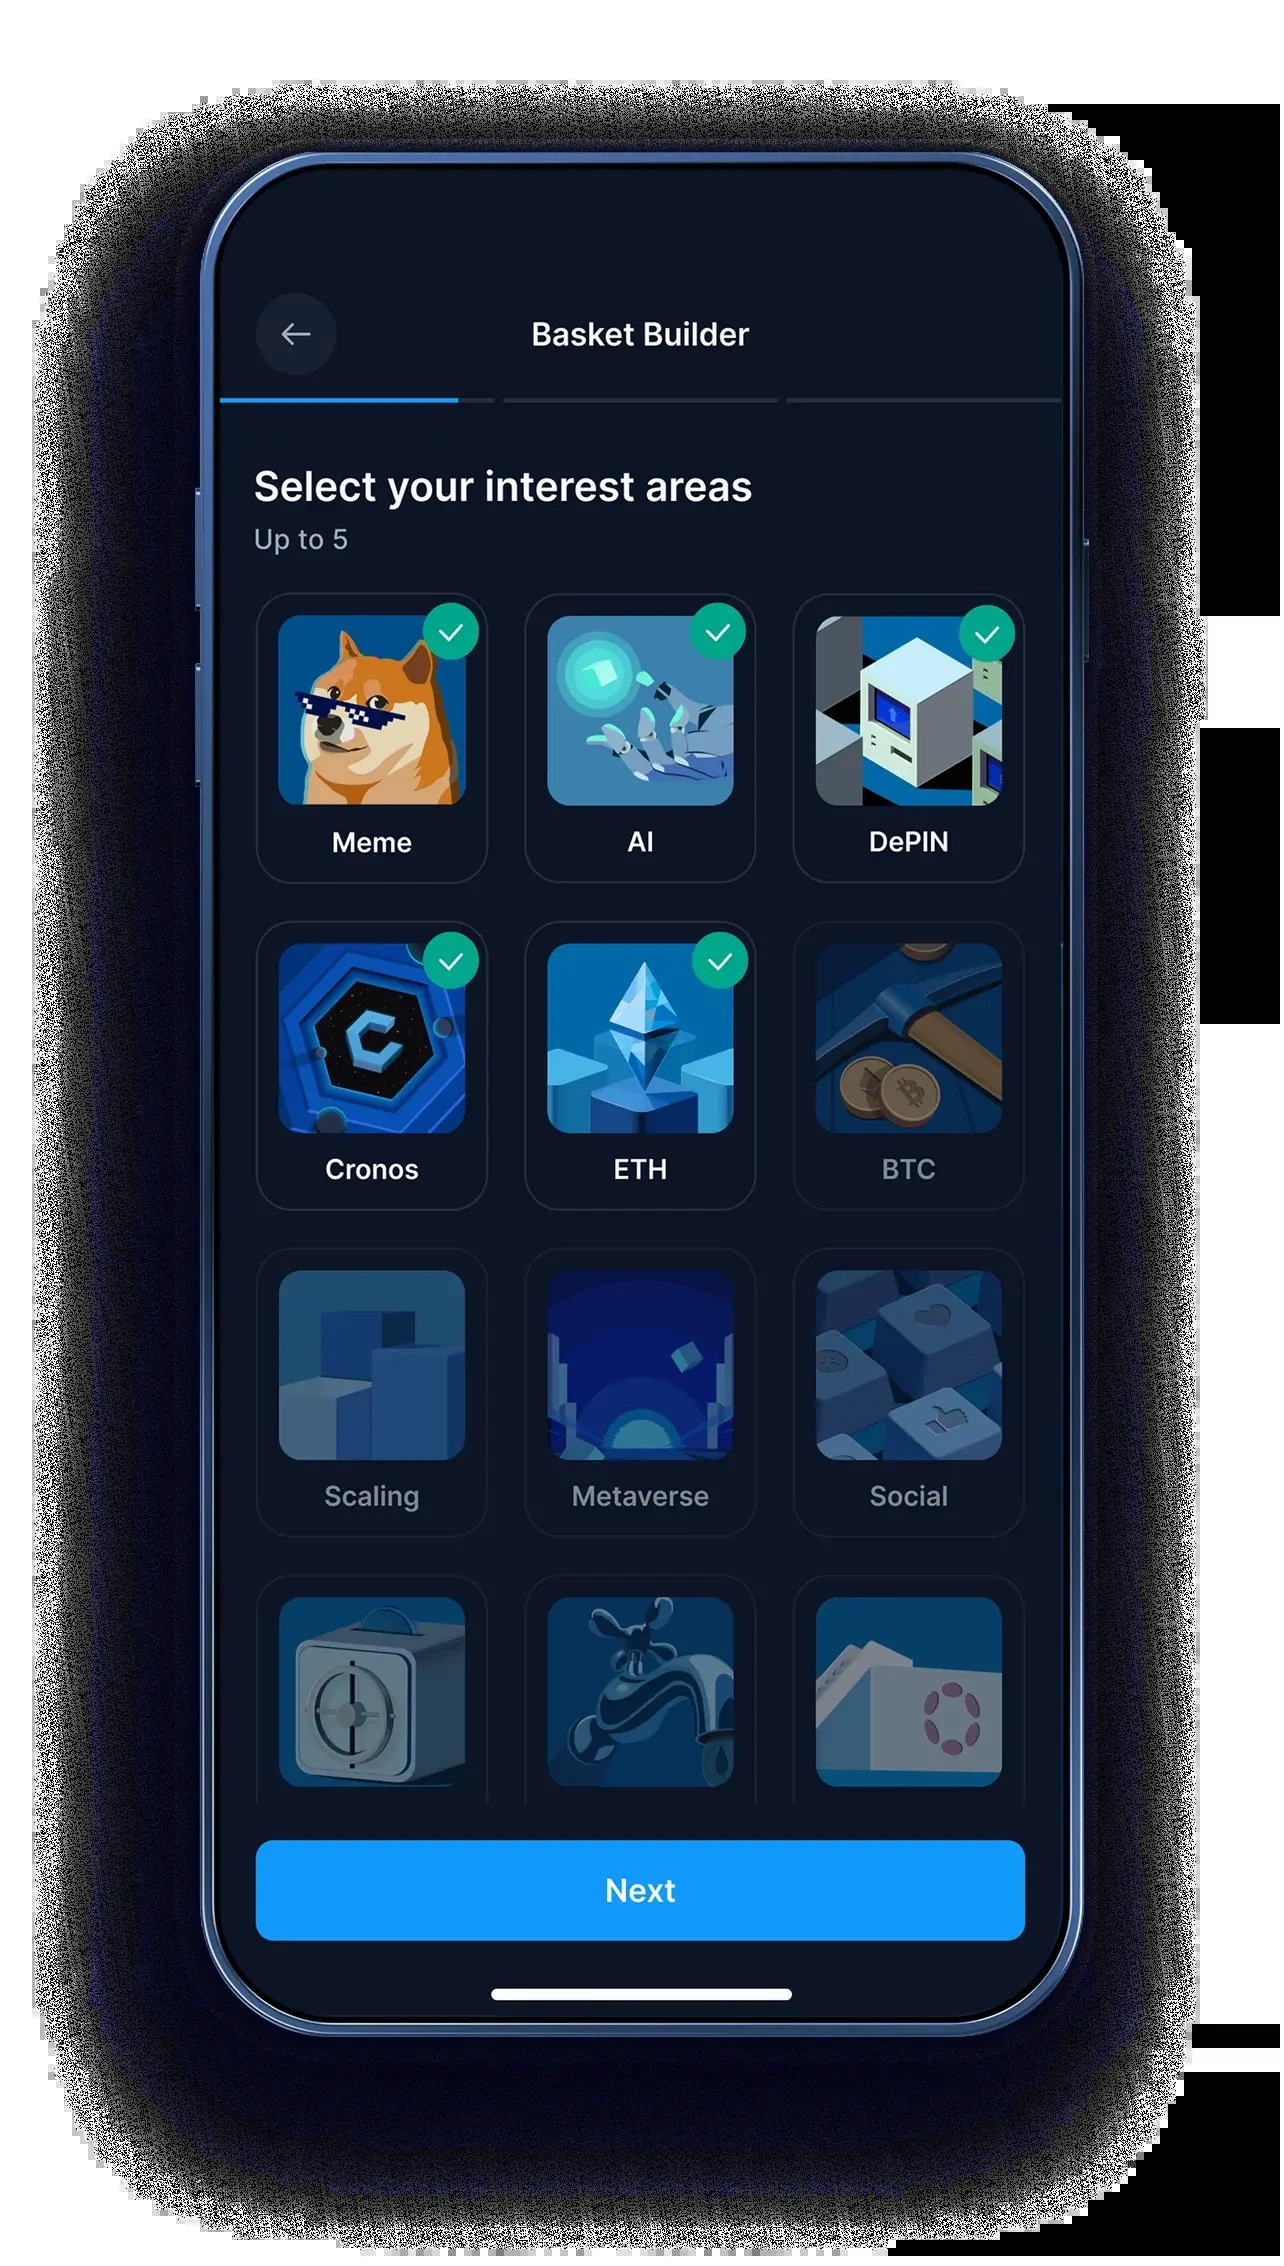 Basket Builder
Select your interest areas
Up to 5
Meme
AI
DePIN
Cronos
ETH
BTC
Scaling
Metaverse
Social
Next